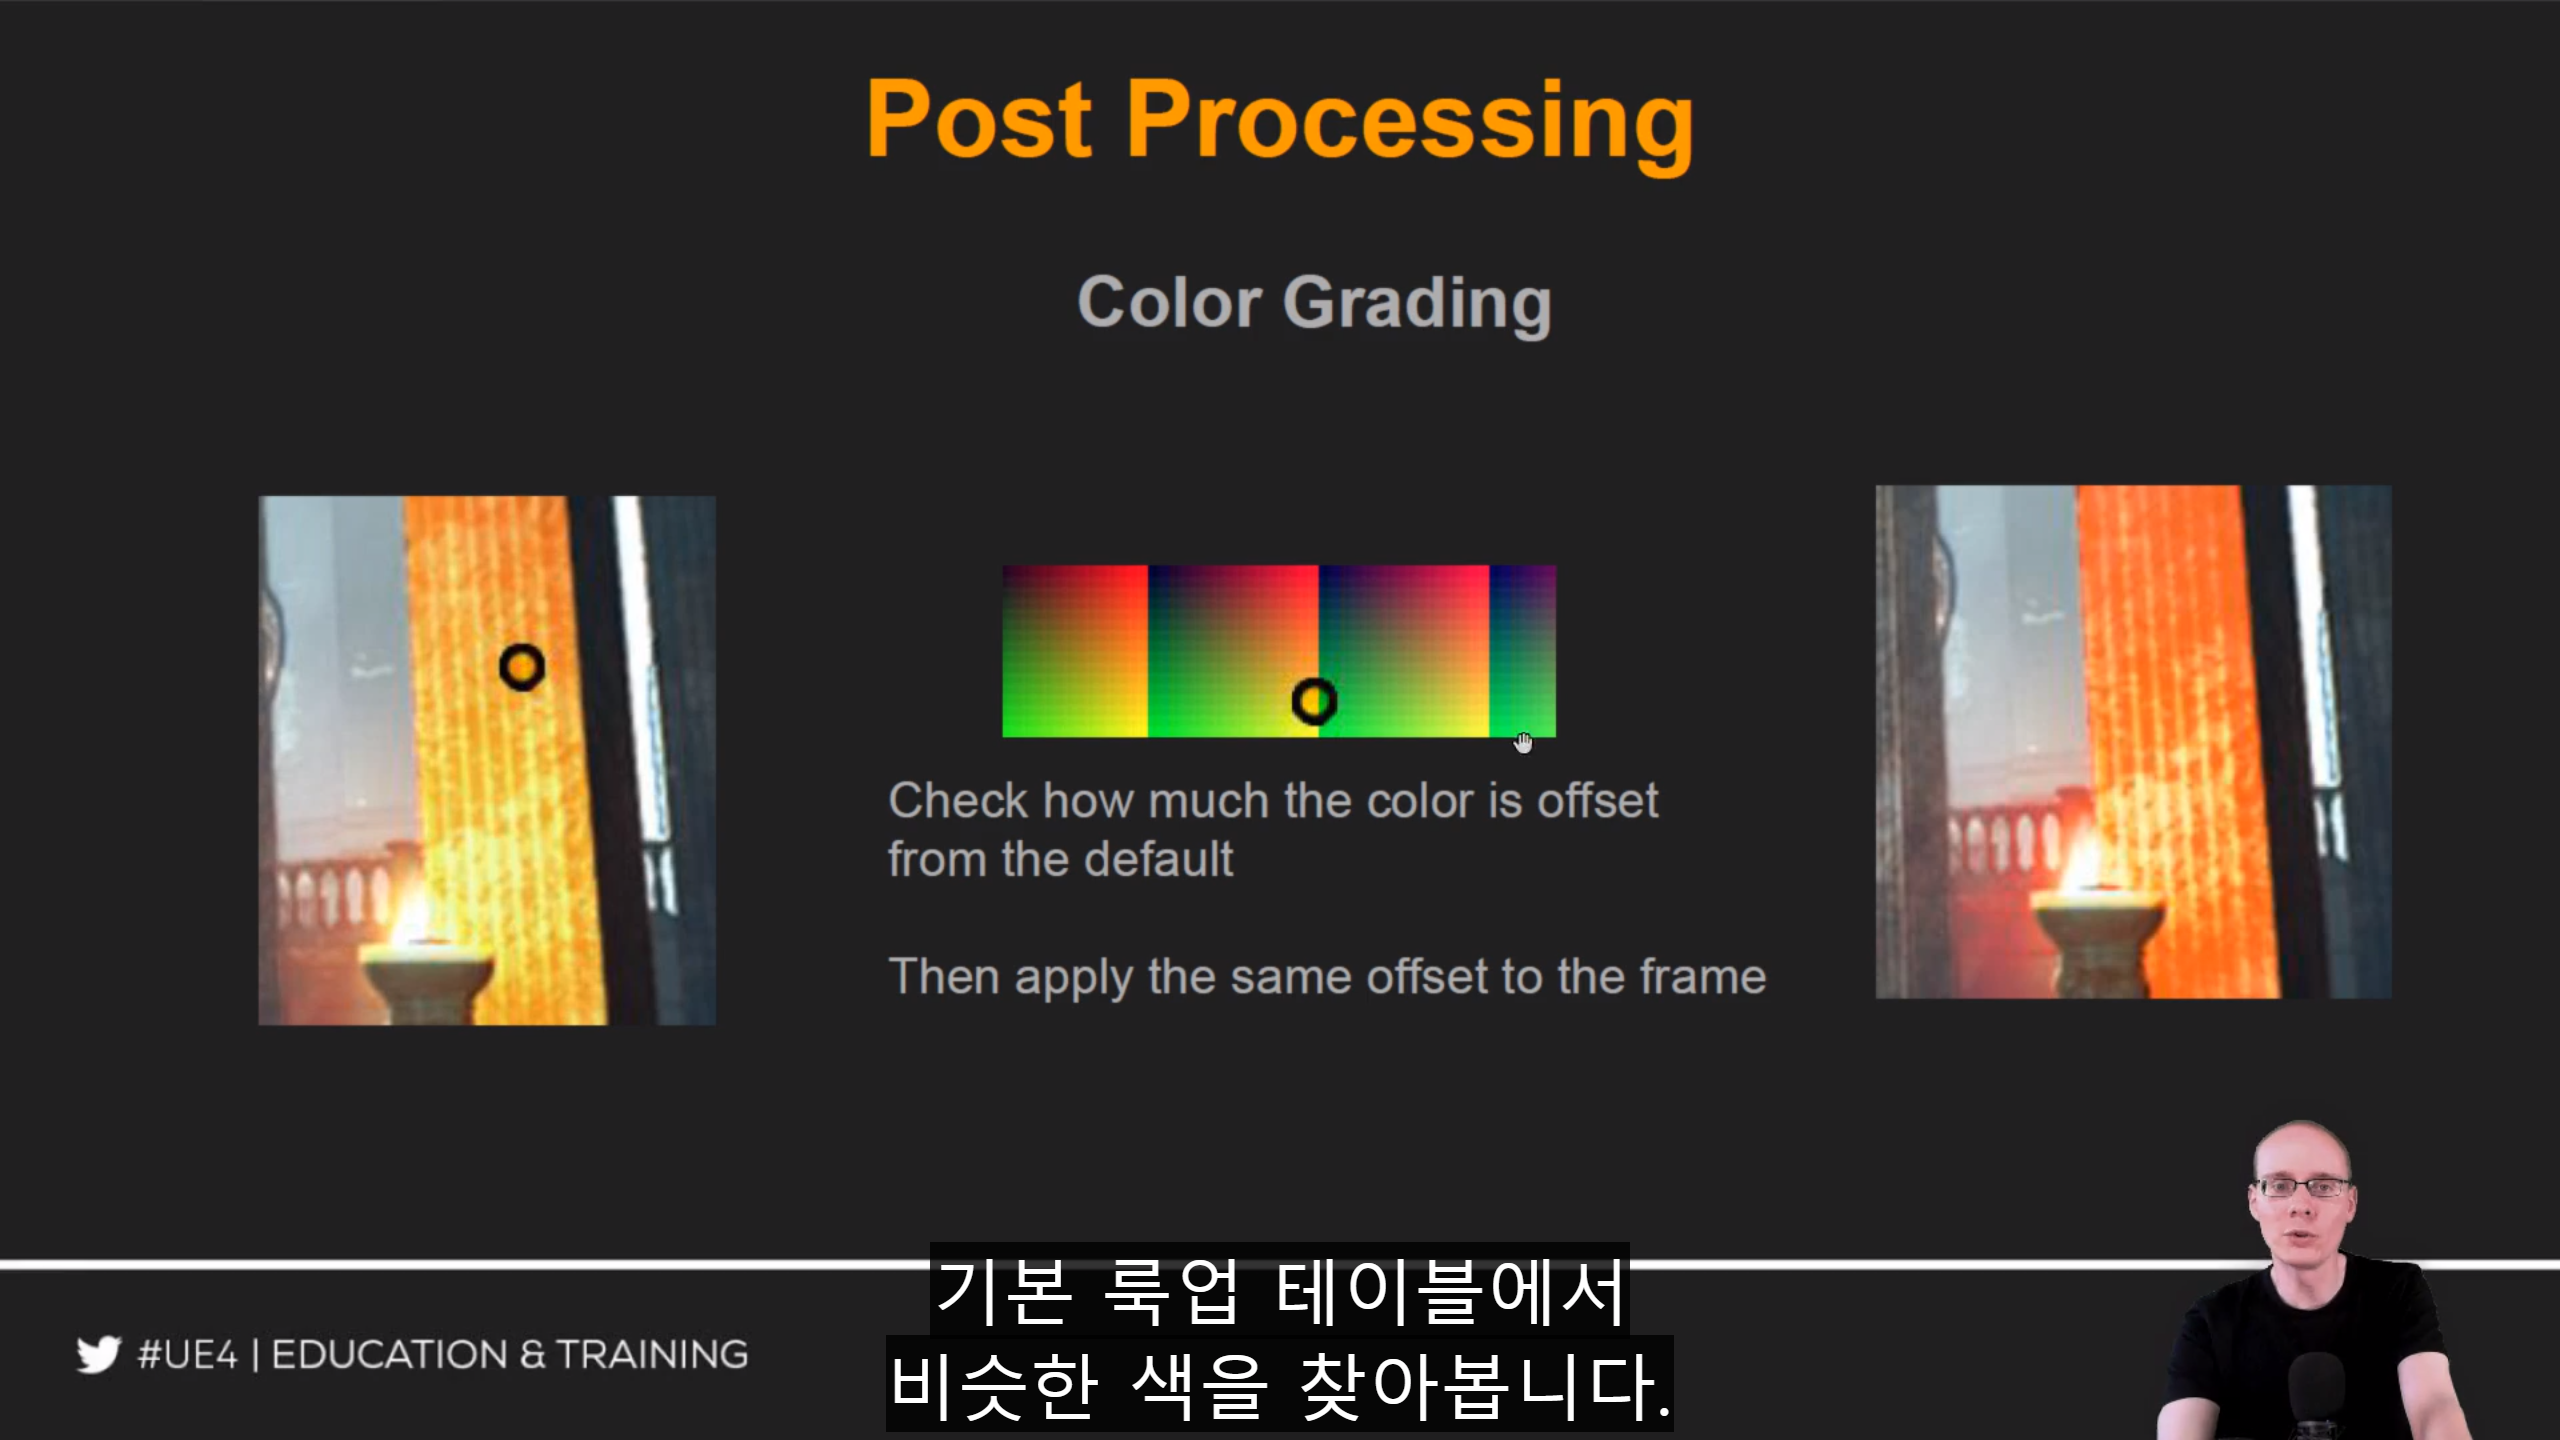 Post Processing
Color Grading
Check how much the color is offset
from the default
Then apply the same offset to the frame
기본 룩업 테이블에서
비슷한 색을 찾아봅니다.
#UE4 | EDUCATION & TRAINING